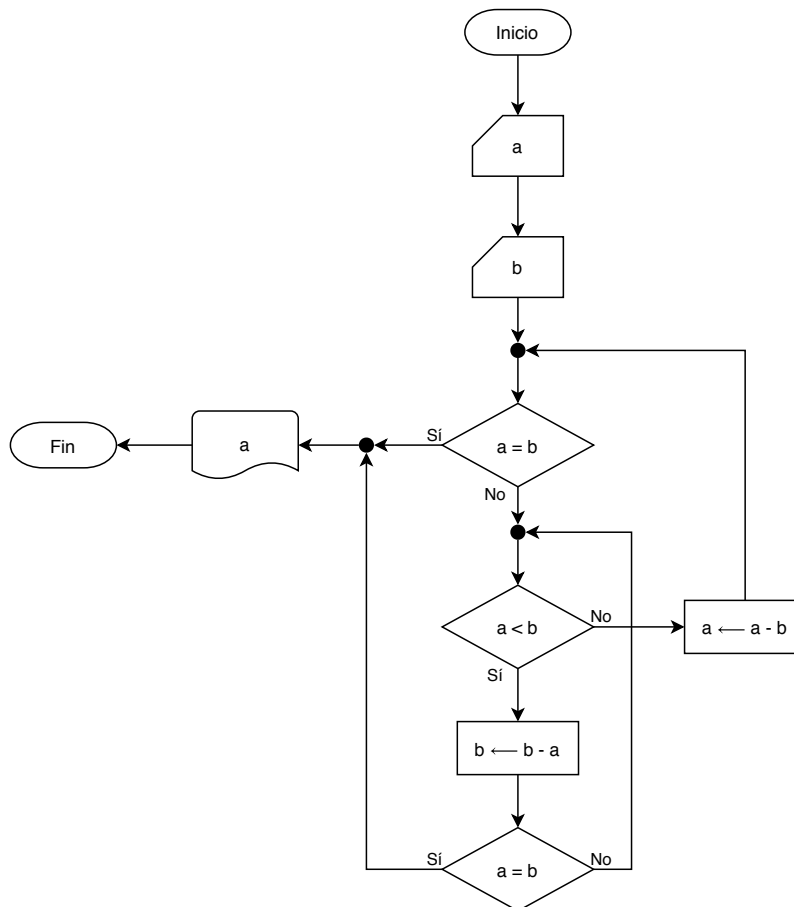 Inicio
a
b
a = b
Sí
No
a
Fin
a < b
No
a ⟵ a - b
Sí
b ⟵ b - a
a = b
Sí
No